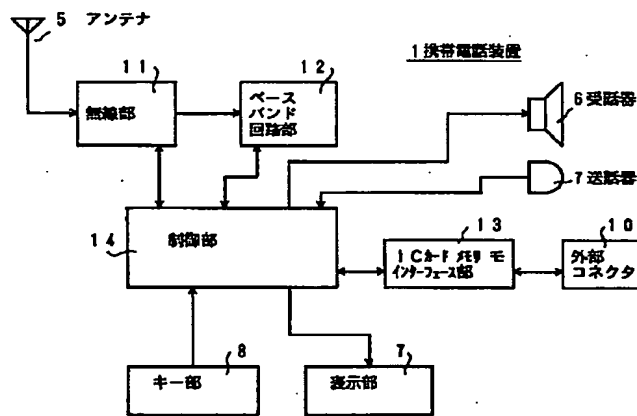 5 アンテナ
1 携帯電話装置
11
無線部
12
ベース
バンド
回路部
6 受話器
7 送話器
14
制御部
13
ICカード メモリ モ
インターフェース部
10
外部
コネクタ
8
キー部
7
表示部